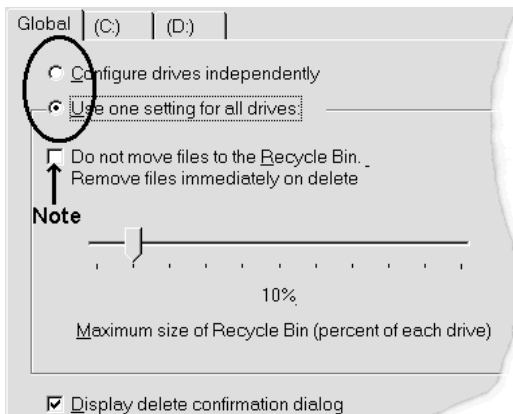 Global (C:) (D:)
Configure drives independently
Use one setting for all drives:
Do not move files to the Recycle Bin.
Remove files immediately on delete
Note
10%
Maximum size of Recycle Bin (percent of each drive)
Display delete confirmation dialog